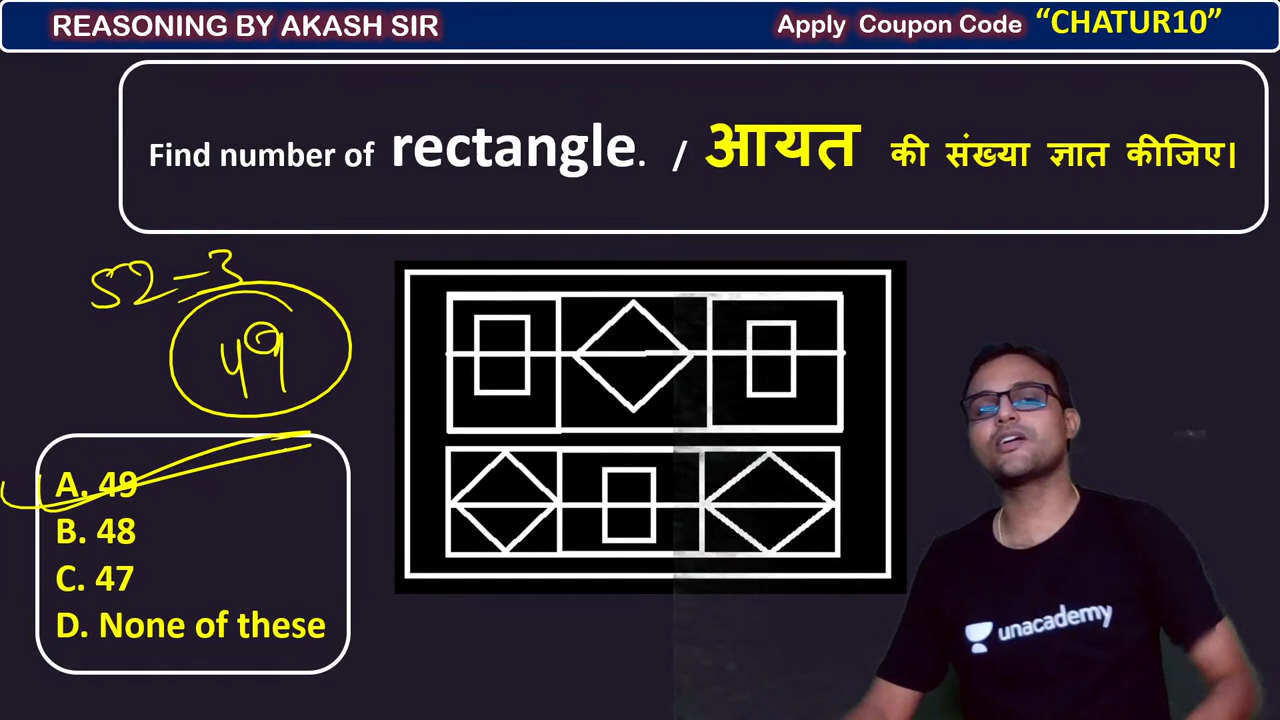 REASONING BY AKASH SIR
Apply Coupon Code “CHATUR10”
Find number of rectangle. / आयत की संख्या ज्ञात कीजिए।
52-3
49
A. 49
B. 48
C. 47
D. None of these
unacademy